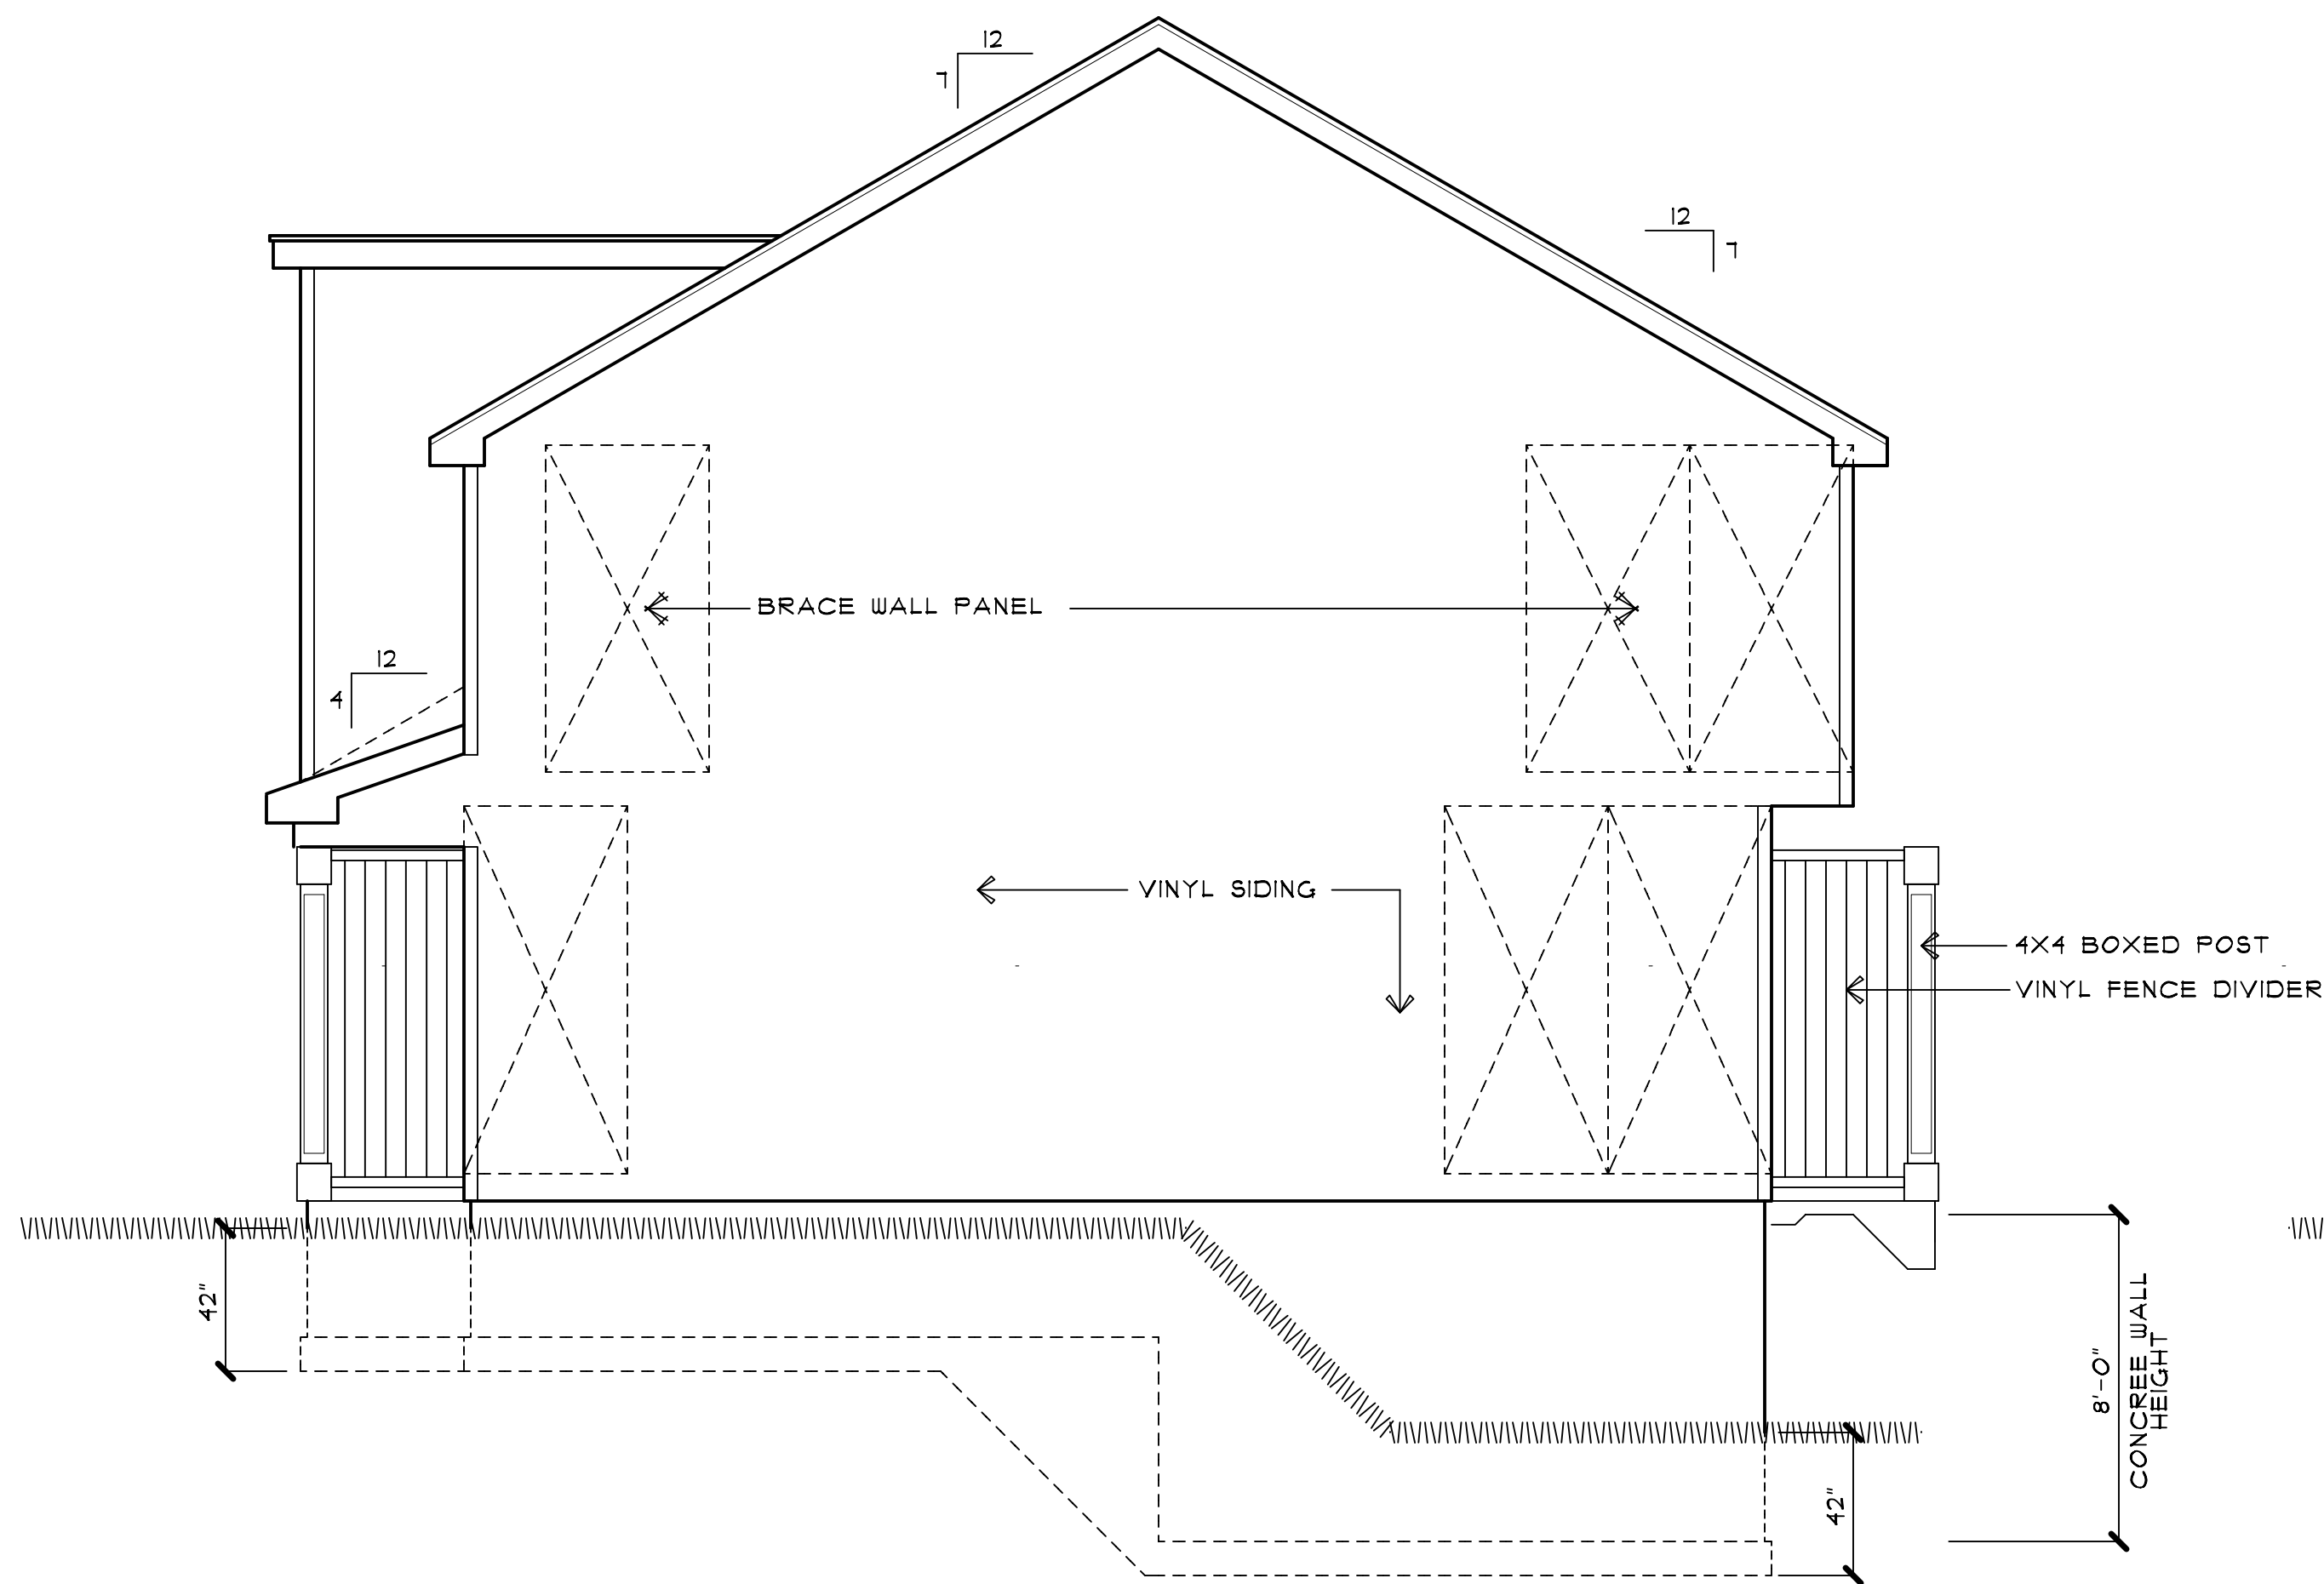 12
7
12
7
BRACE WALL PANEL
12
4
VINYL SIDING
4X4 BOXED POST
VINYL FENCE DIVIDER
42"
8'-0"
CONCREE WALL
HEIGHT
42"